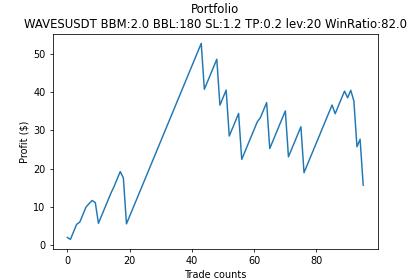 Portfolio
WAVESUSDT BBM:2.0 BBL:180 SL:1.2 TP:0.2 lev:20 WinRatio:82.0
50
40
30
20
10
0
Profit ($)
0 20 40 60 80
Trade counts